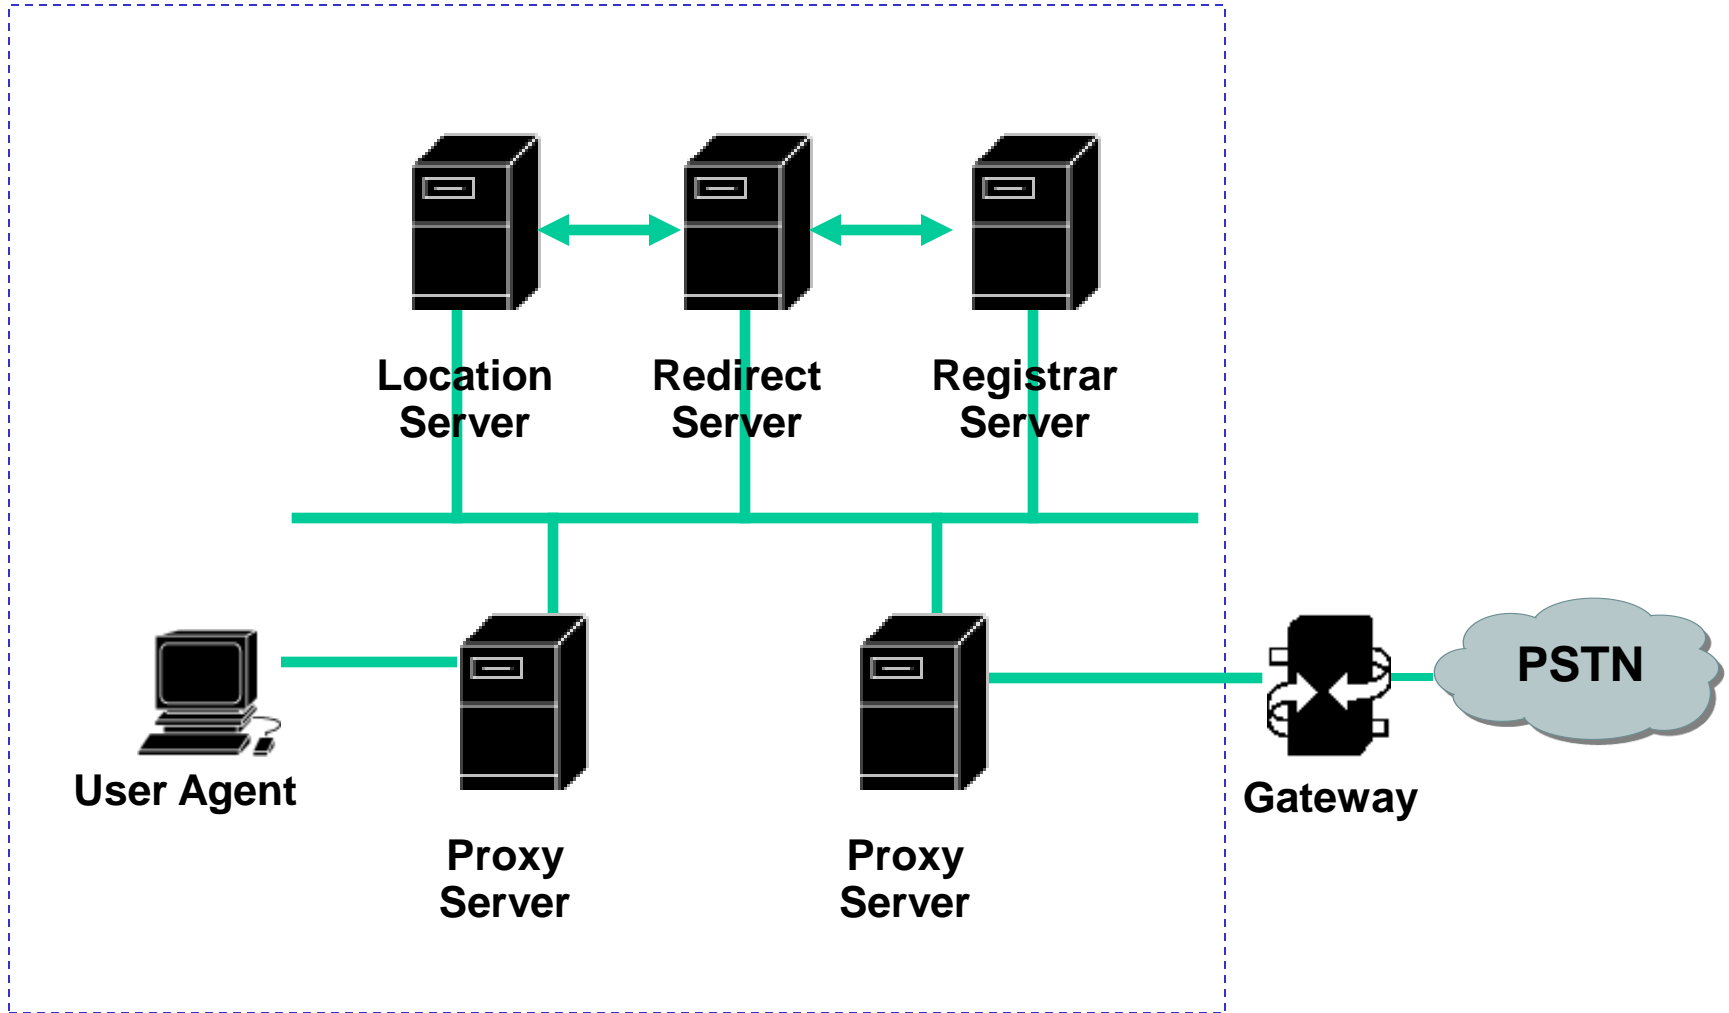 Location
Server
Redirect
Server
Registrar
Server
PSTN
User Agent
Gateway
Proxy
Server
Proxy
Server